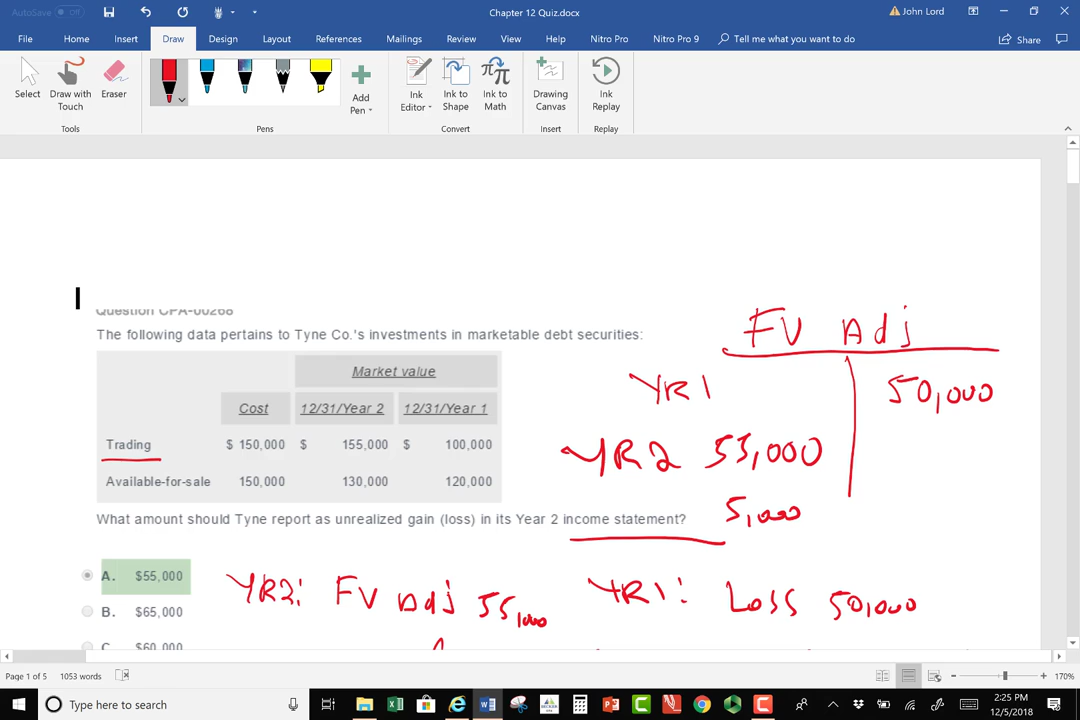 AutoSave Off
Chapter 12 Quiz.docx
John Lord
File Home Insert Draw Design Layout References Mailings Review View Help Nitro Pro Nitro Pro 9 Tell me what you want to do Share
Select Draw with Touch Eraser Add Pen Ink Editor Ink to Shape Ink to Math Drawing Canvas Ink Replay
Tools Pens Convert Insert Replay
Question CPA-00268
The following data pertains to Tyne Co.'s investments in marketable debt securities:
Market value
Cost 12/31/Year 2 12/31/Year 1
Trading $ 150,000 $ 155,000 $ 100,000
Available-for-sale 150,000 130,000 120,000
What amount should Tyne report as unrealized gain (loss) in its Year 2 income statement?
FV Adj
YR1 50,000
YR2 55,000
5,000
A. $55,000
B. $65,000
C. $60,000
YR2: FV Adj 55,000
YR1: Loss 50,000
Page 1 of 5 1053 words 170%
Type here to search
2:25 PM
12/5/2018